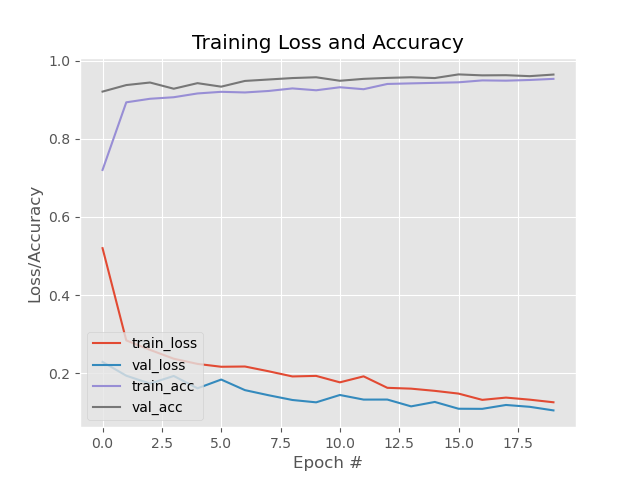 Training Loss and Accuracy
1.0
0.8
0.6
0.4
0.2
Loss/Accuracy
train_loss
val_loss
train_acc
val_acc
0.0 2.5 5.0 7.5 10.0 12.5 15.0 17.5
Epoch #